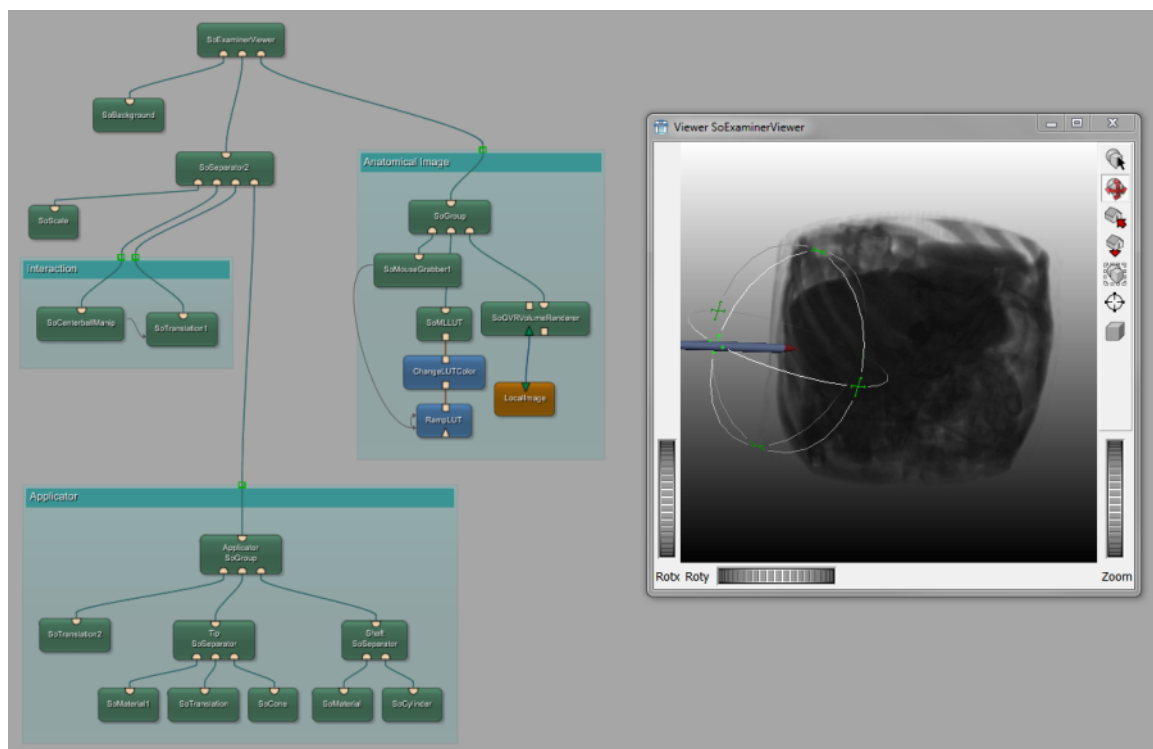 SoExaminerViewer
SoBackground
SoSeparator2
SoScale
Interaction
SoCenterballManip
SoTranslation1
Anatomical Image
SoGroup
SoMouseGrabber1
SoMLLUT
SoGVRVolumeRenderer
ChangeLUTColor
LocalImage
RampLUT
Applicator
Applicator
SoGroup
SoTranslation2
Tip
SoSeparator
Shaft
SoSeparator
SoMaterial1
SoTranslation
SoCone
SoMaterial
SoCylinder
Viewer SoExaminerViewer
Rotx Roty
Zoom